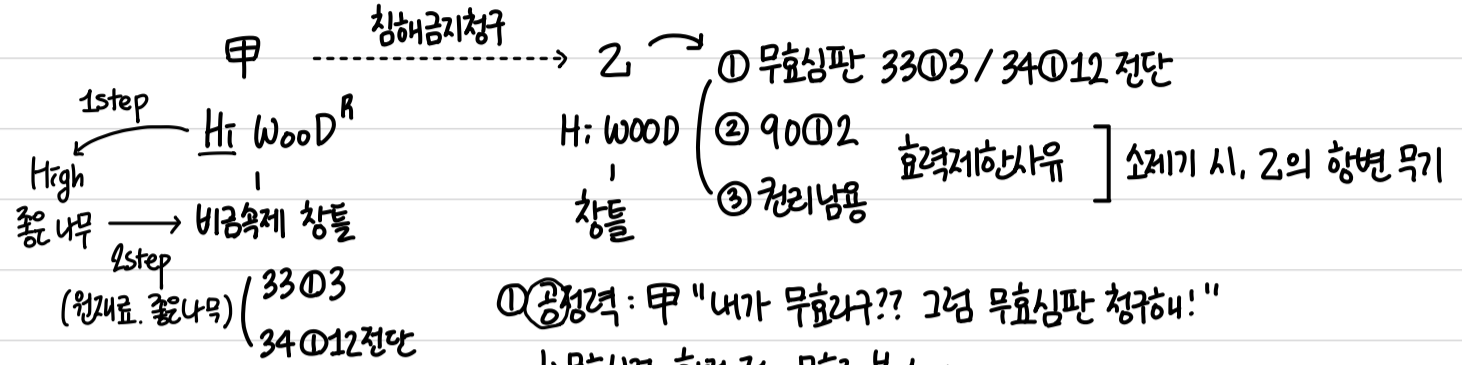 침해금지청구
甲 乙 ① 무효심판 33①3 / 34①12 전단
1step
Hi WooD R Hi WOOD ② 90①2
효력제한사유 소제기 시, 乙의 항변 무기
High
좋은 나무 비금속제 창틀 창틀 ③ 권리남용
2step
(원재료. 좋은나무) 33①3
34①12전단
① 공정력 : 甲 "내가 무효라구?? 그럼 무효심판 청구해!"